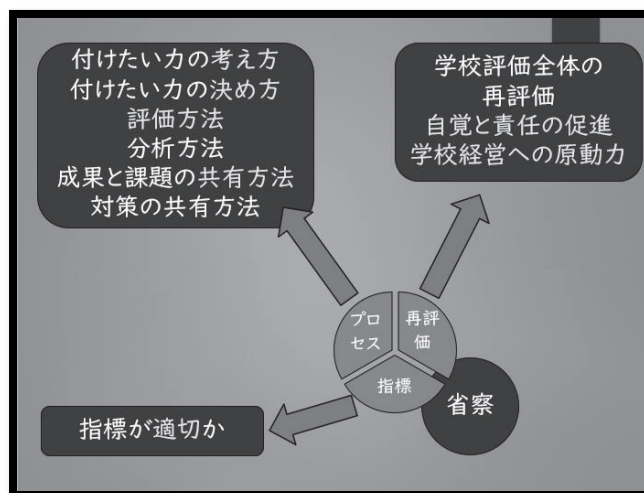 付けたい力の考え方
付けたい力の決め方
評価方法
分析方法
成果と課題の共有方法
対策の共有方法
学校評価全体の
再評価
自覚と責任の促進
学校経営への原動力
プロ
セス
再評
価
指標
省察
指標が適切か